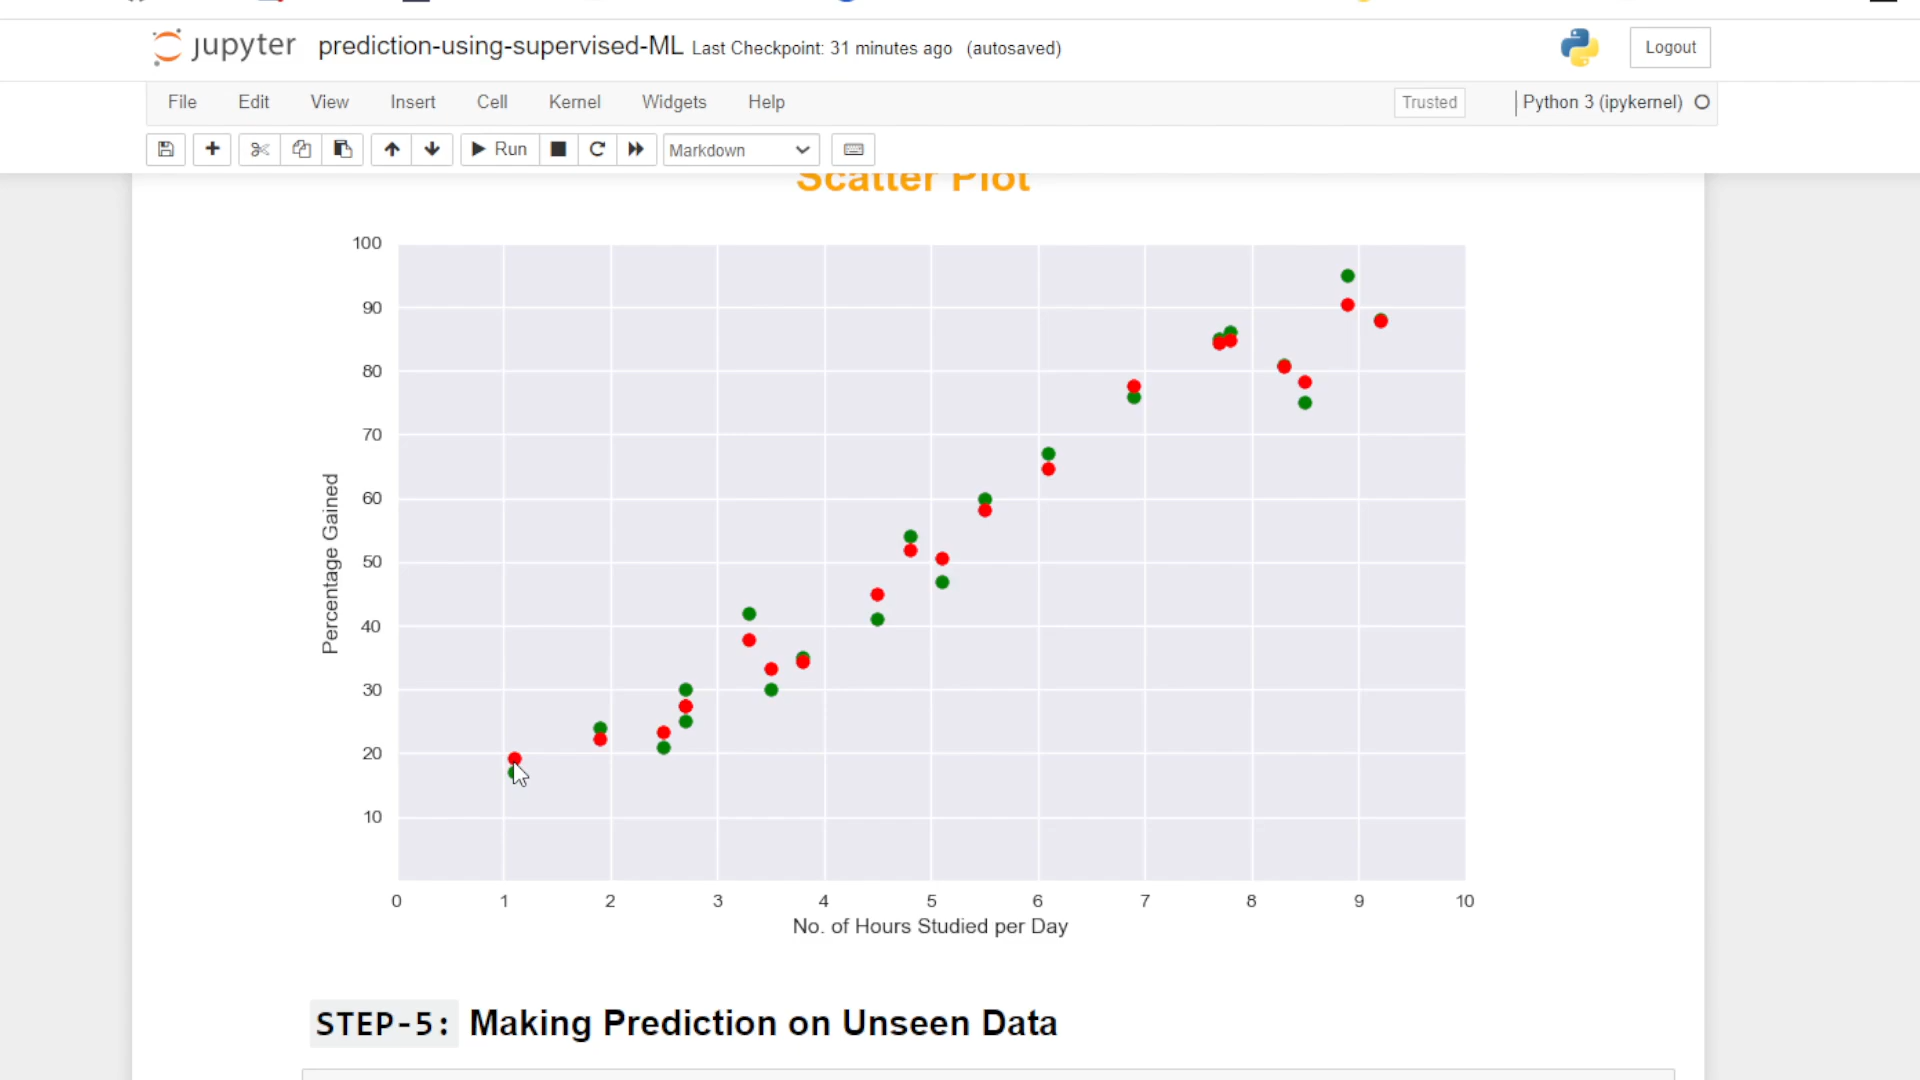 jupyter prediction-using-supervised-ML Last Checkpoint: 31 minutes ago (autosaved)
Logout
File Edit View Insert Cell Kernel Widgets Help
Trusted
Python 3 (ipykernel)
Run
Markdown
Scatter Plot
100
90
80
70
60
50
40
30
20
10
Percentage Gained
0 1 2 3 4 5 6 7 8 9 10
No. of Hours Studied per Day
STEP-5: Making Prediction on Unseen Data